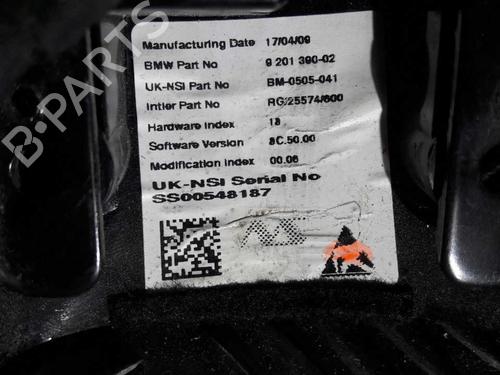 Manufacturing Date 17/04/09
BMW Part No 9 201 390-02
UK-NSI Part No BM-0505-041
Intier Part No RG/25574/600
Hardware Index 18
Software Version 8C.50.00
Modification Index 00.06
UK-NSI Serial No
SS00548187
B-PARTS